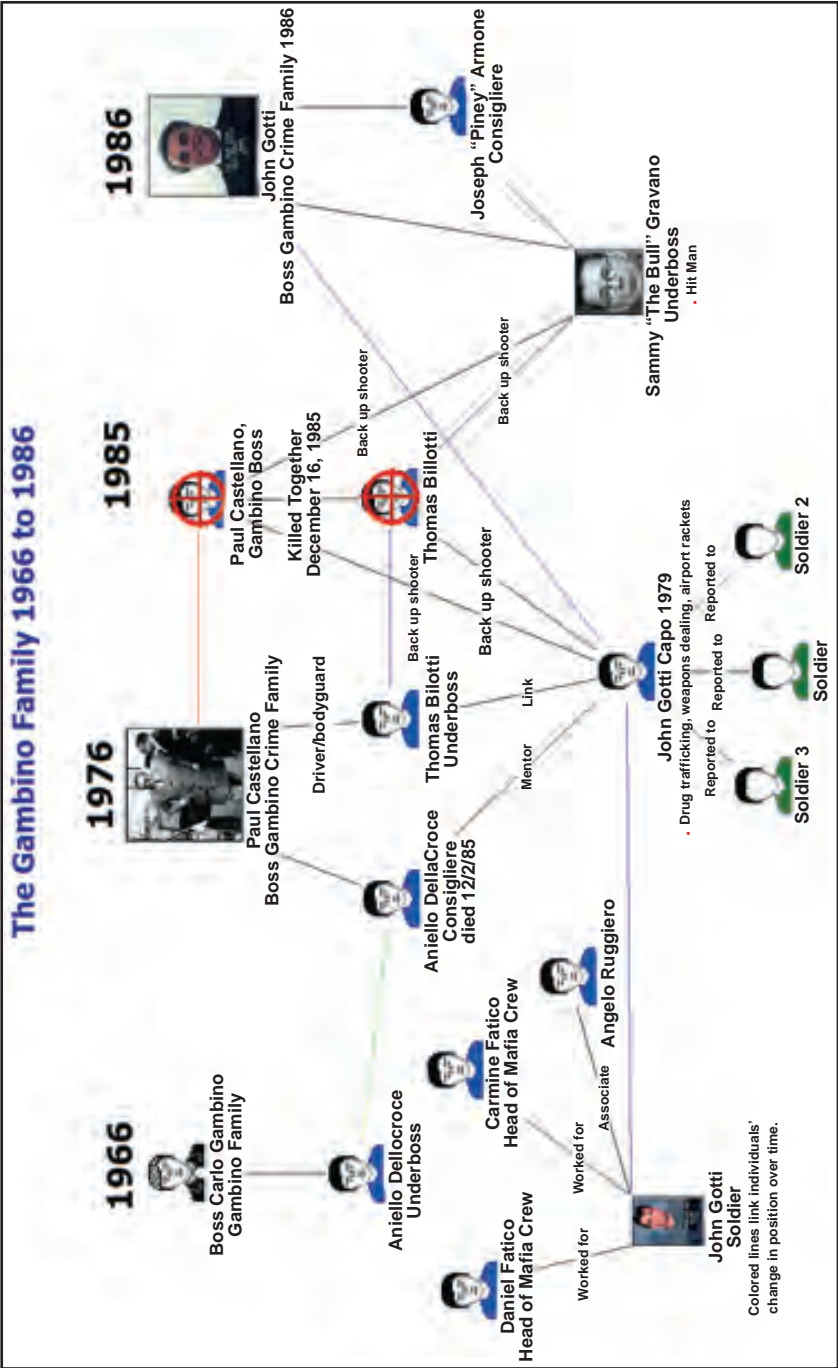 The Gambino Family 1966 to 1986
1966
Boss Carlo Gambino
Gambino Family
Aniello Dellocroce
Underboss
Daniel Fatico
Head of Mafia Crew
Carmine Fatico
Head of Mafia Crew
Angelo Ruggiero
Worked for
Worked for
Associate
John Gotti
Soldier
Colored lines link individuals'
change in position over time.
1976
Paul Castellano
Boss Gambino Crime Family
Driver/bodyguard
Aniello DellaCroce
Consigliere
died 12/2/85
Thomas Bilotti
Underboss
Mentor
Link
John Gotti Capo 1979
• Drug trafficking, weapons dealing, airport rackets
Reported to
Reported to
Reported to
Soldier 3
Soldier
Soldier 2
1985
Paul Castellano,
Gambino Boss
Killed Together
December 16, 1985
Thomas Billotti
Back up shooter
Back up shooter
Back up shooter
Back up shooter
1986
John Gotti
Boss Gambino Crime Family 1986
Joseph “Piney” Armone
Consigliere
Sammy “The Bull” Gravano
Underboss
• Hit Man